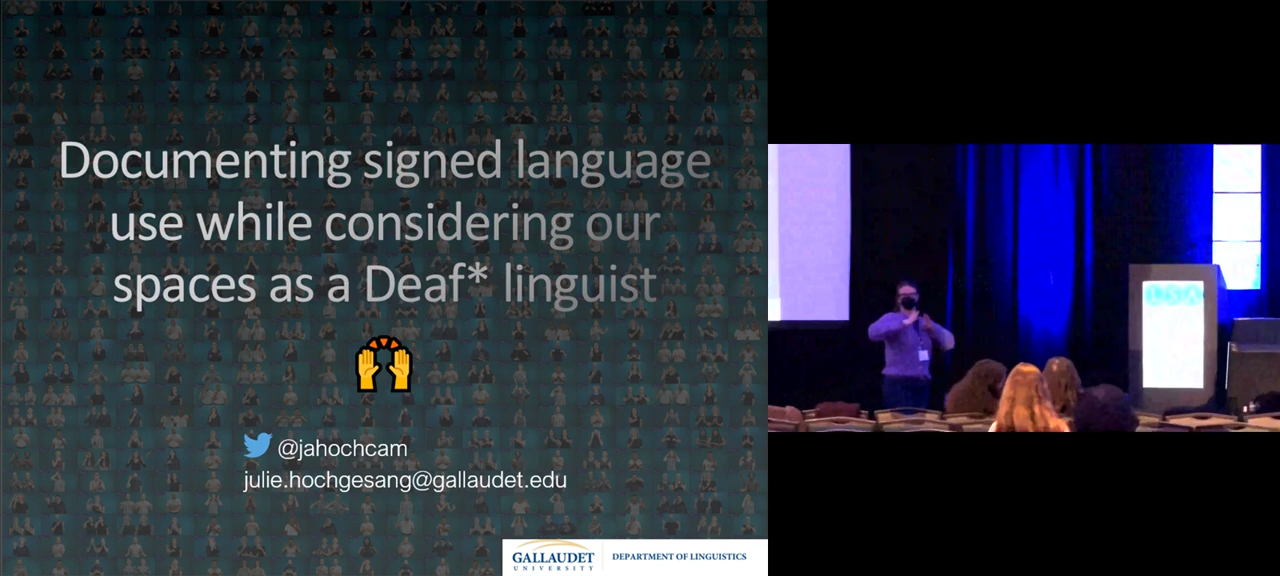 Documenting signed language
use while considering our
spaces as a Deaf* linguist
@jahochcam
julie.hochgesang@gallaudet.edu
GALLAUDET
UNIVERSITY
DEPARTMENT OF LINGUISTICS
LSA